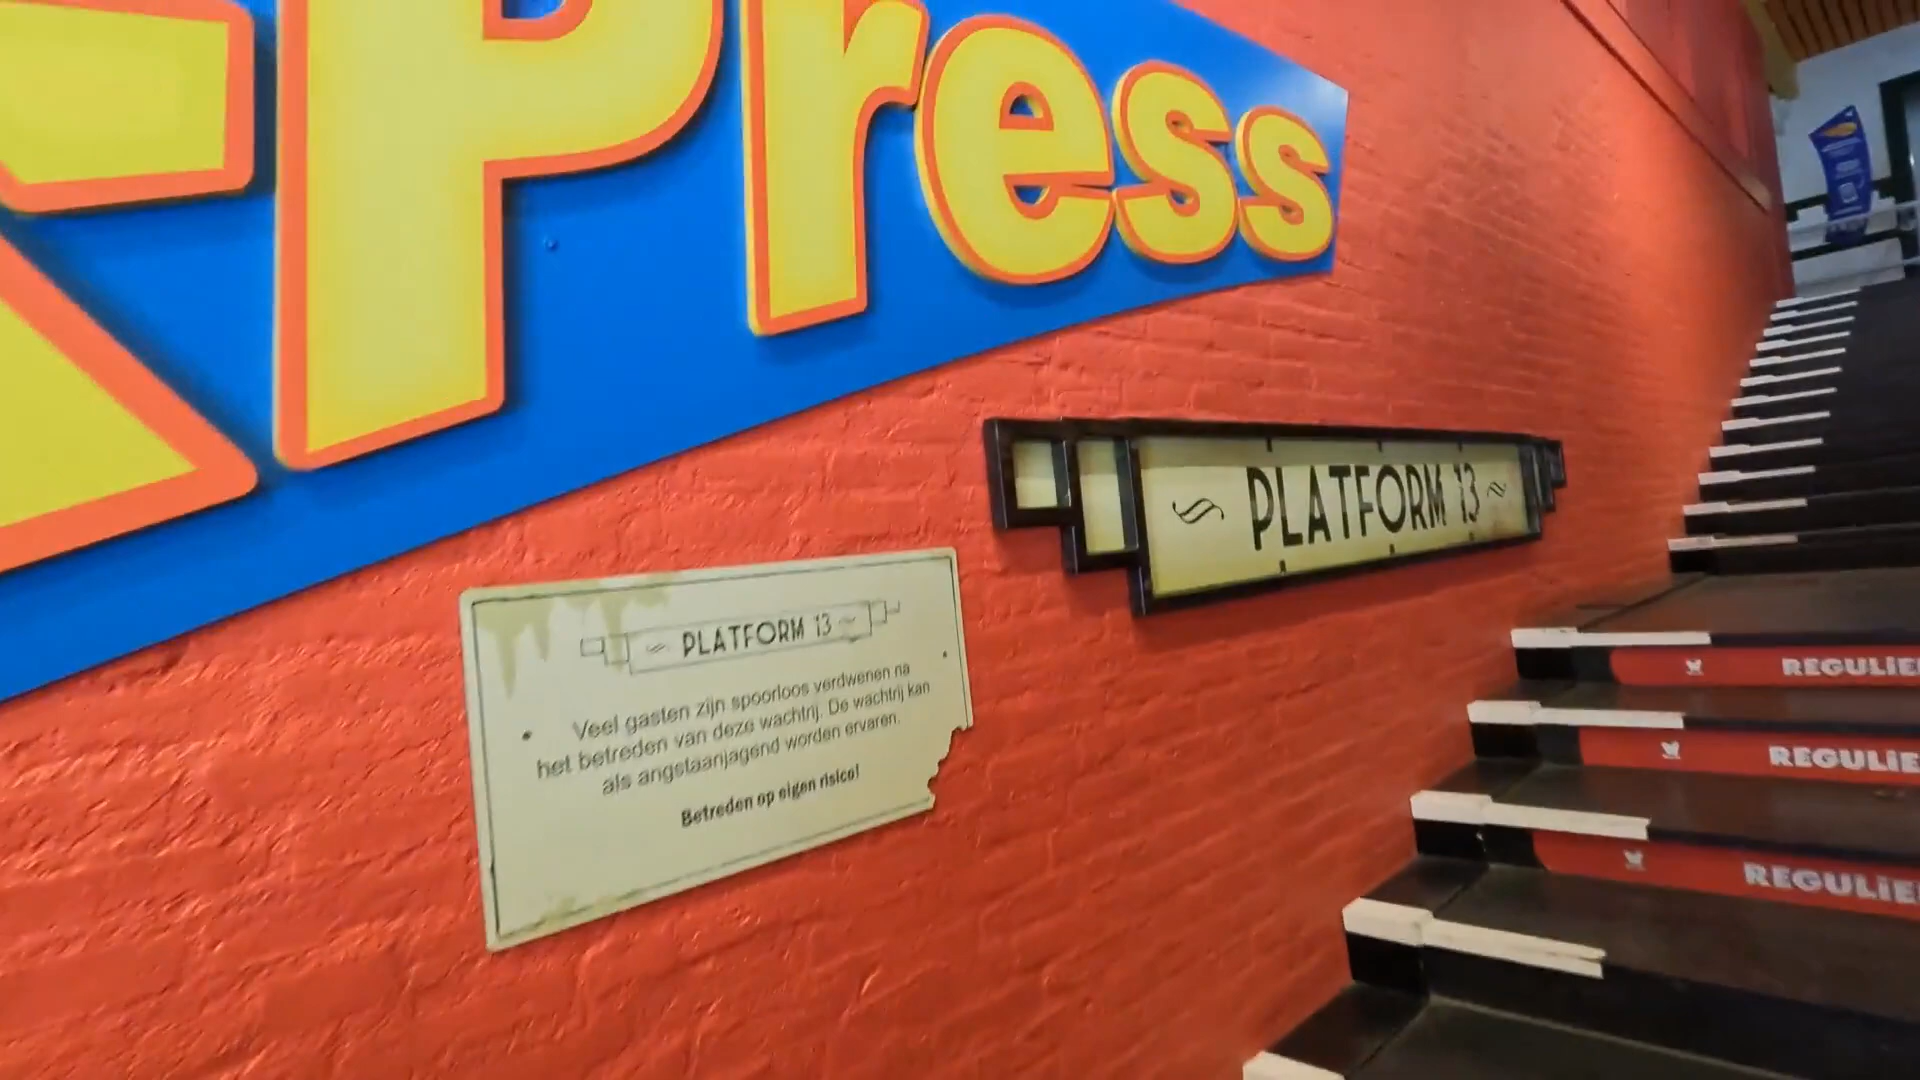 -Press
PLATFORM 13
PLATFORM 13
Veel gasten zijn spoorloos verdwenen na
het betreden van deze wachtrij. De wachtrij kan
als angstaanjagend worden ervaren.
Betreden op eigen risico!
REGULiE
REGULiE
REGULiE